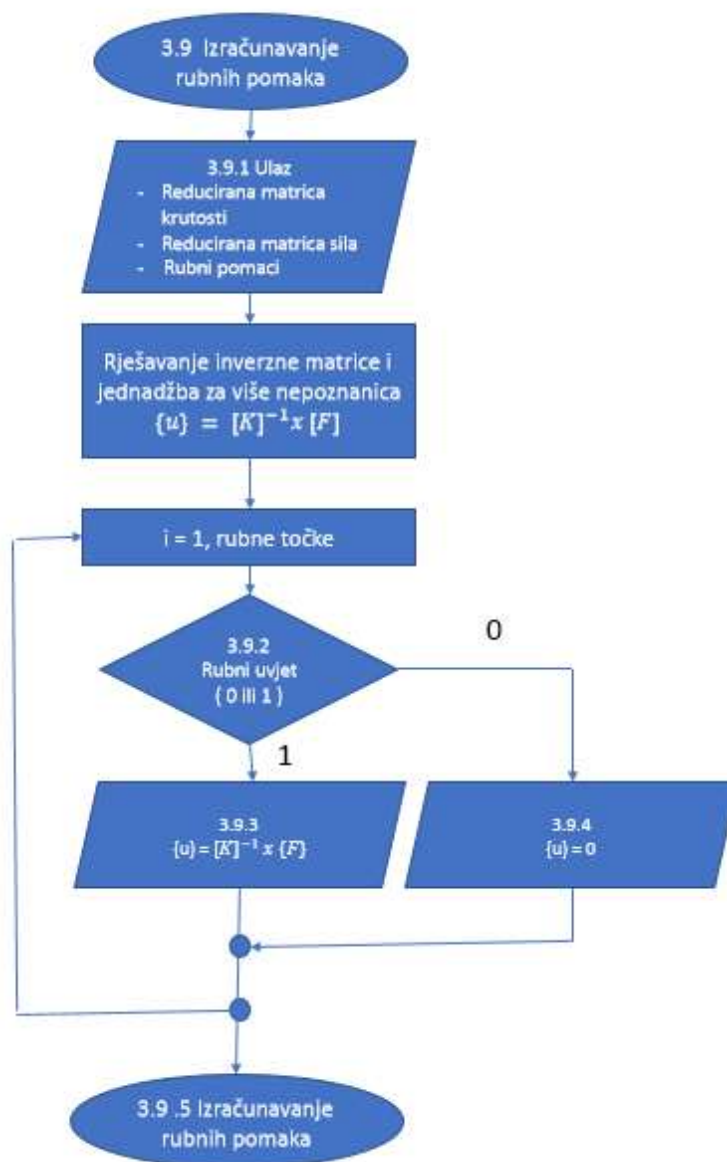 3.9 Izračunavanje
rubnih pomaka
3.9.1 Ulaz
- Reducirana matrica
krutosti
- Reducirana matrica sila
- Rubni pomaci
Rješavanje inverzne matrice i
jednadžba za više nepoznanica
{u} = [K]⁻¹ x [F]
i = 1, rubne točke
3.9.2
Rubni uvjet
( 0 ili 1 )
0
1
3.9.3
{u} = [K]⁻¹ x {F}
3.9.4
{u} = 0
3.9 .5 Izračunavanje
rubnih pomaka